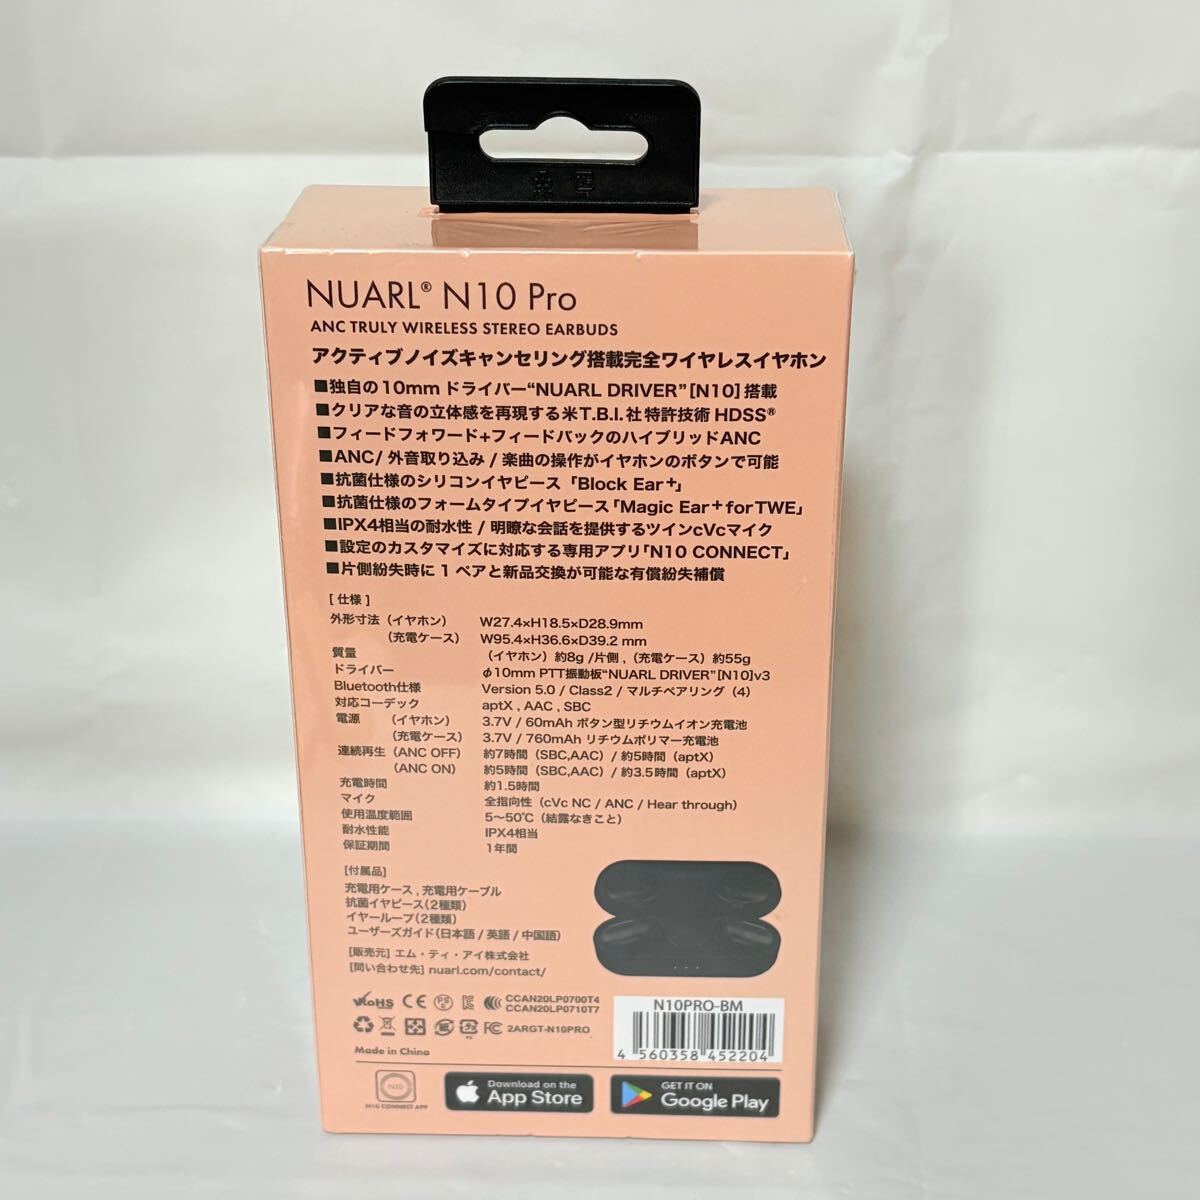 NUARL® N10 Pro
ANC TRULY WIRELESS STEREO EARBUDS
アクティブノイズキャンセリング搭載完全ワイヤレスイヤホン
■独自の10mm ドライバー“NUARL DRIVER”[N10]搭載
■クリアな音の立体感を再現する米T.B.I.社特許技術 HDSS®
■フィードフォワード+フィードバックのハイブリッドANC
■ANC/ 外音取り込み / 楽曲の操作がイヤホンのボタンで可能
■抗菌仕様のシリコンイヤピース「Block Ear+」
■抗菌仕様のフォームタイプイヤピース「Magic Ear+forTWE」
■IPX4相当の耐水性 / 明瞭な会話を提供するツインcVcマイク
■設定のカスタマイズに対応する専用アプリ「N10 CONNECT」
■片側紛失時に 1 ペアと新品交換が可能な有償紛失補償
[ 仕様 ]
外形寸法（イヤホン） W27.4×H18.5×D28.9mm
（充電ケース） W95.4×H36.6×D39.2 mm
質量 （イヤホン）約8g /片側 ,（充電ケース）約55g
ドライバー φ10mm PTT振動板“NUARL DRIVER”[N10]v3
Bluetooth仕様 Version 5.0 / Class2 / マルチペアリング（4）
対応コーデック aptX , AAC , SBC
電源 （イヤホン） 3.7V / 60mAh ボタン型リチウムイオン充電池
（充電ケース） 3.7V / 760mAh リチウムポリマー充電池
連続再生（ANC OFF） 約7時間（SBC,AAC）/ 約5時間（aptX）
（ANC ON） 約5時間（SBC,AAC）/ 約3.5時間（aptX）
充電時間 約1.5時間
マイク 全指向性（cVc NC / ANC / Hear through）
使用温度範囲 5〜50℃（結露なきこと）
耐水性能 IPX4相当
保証期間 1年間
[付属品]
充電用ケース , 充電用ケーブル
抗菌イヤピース（2種類）
イヤーループ（2種類）
ユーザーズガイド（日本語 / 英語 / 中国語）
[販売元] エム・ティ・アイ株式会社
[問い合わせ先] nuarl.com/contact/
RoHS CE CCAN20LP0700T4
CCAN20LP0710T7
FC 2ARGT-N10PRO
Made in China
N10PRO-BM
4 560358 452204
N10
N10 CONNECT APP
Download on the
App Store
GET IT ON
Google Play